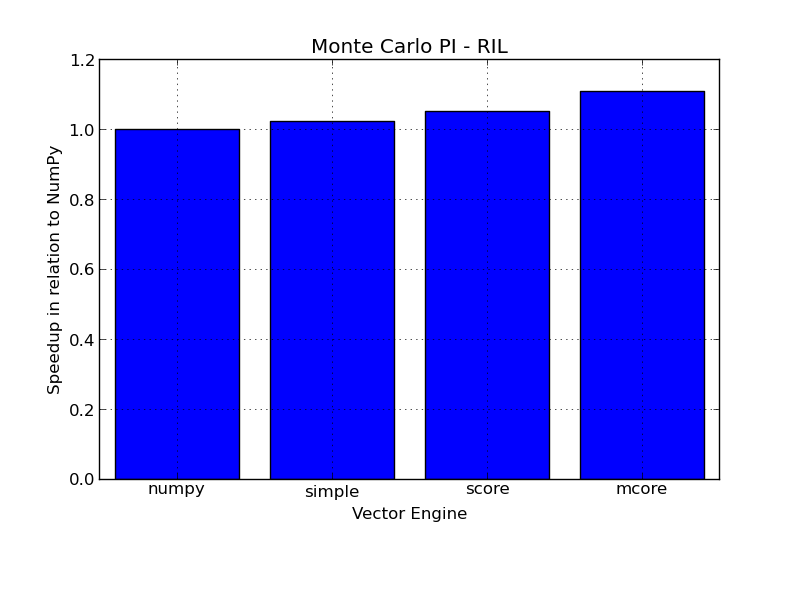 Monte Carlo PI - RIL
1.2
1.0
0.8
0.6
0.4
0.2
0.0
Speedup in relation to NumPy
numpy simple score mcore
Vector Engine